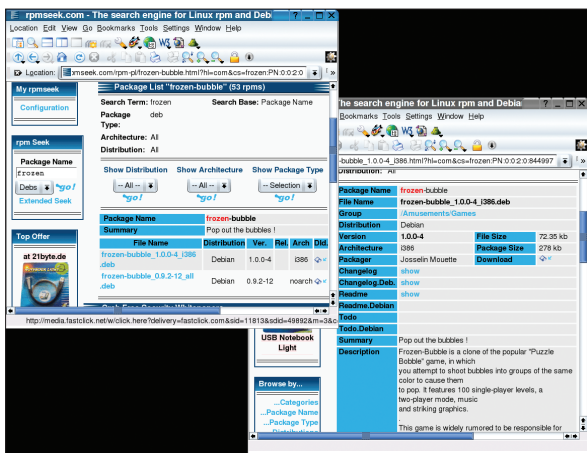 rpmseek.com - The search engine for Linux rpm and Deb
Location Edit View Go Bookmarks Tools Settings Window Help
Location: xmseek.com/rpm-pl/frozen-bubble.html?hl=com&cs=frozen:PN:0:0:2:0
My rpmseek
Configuration
rpm Seek
Package Name
frozen
Debs go!
Extended Seek
Top Offer
at 21byte.de
Package List "frozen-bubble" (53 rpms)
Search Term: frozen Search Base: Package Name
Package Type: deb
Architecture: All
Distribution: All
Show Distribution Show Architecture Show Package Type
-- All -- -- All -- -- Selection --
go! go! go!
Package Name frozen-bubble
Summary Pop out the bubbles !
File Name Distribution Ver. Rel. Arch Dld.
frozen-bubble_1.0.0-4_i386.deb Debian 1.0.0-4 i386
frozen-bubble_0.9.2-12_all.deb Debian 0.9.2-12 noarch
http://media.fastclick.net/w/click.here?delivery=fastclick.com&sid=11813&sdid=49892&m=3&c
USB Notebook
Light
Browse by...
...Categories
...Package Name
...Package Type
he search engine for Linux rpm and Debia
Bookmarks Tools Settings Window Help
-bubble_1.0.0-4_i386.html?hl=com&cs=frozen:PN:0:0:2:0:844997
Distribution: All
Package Name frozen-bubble
File Name frozen-bubble_1.0.0-4_i386.deb
Group /Amusements/Games
Distribution Debian
Version 1.0.0-4 File Size 72.35 kb
Architecture i386 Package Size 278 kb
Packager Josselin Mouette Download
Changelog show
Changelog.Deb. show
Readme show
Readme.Debian
Todo
Todo.Debian
Summary Pop out the bubbles !
Description Frozen-Bubble is a clone of the popular "Puzzle
Bobble" game, in which
you attempt to shoot bubbles into groups of the same
color to cause them
to pop. It features 100 single-player levels, a
two-player mode, music
and striking graphics.
.
This game is widely rumored to be responsible for